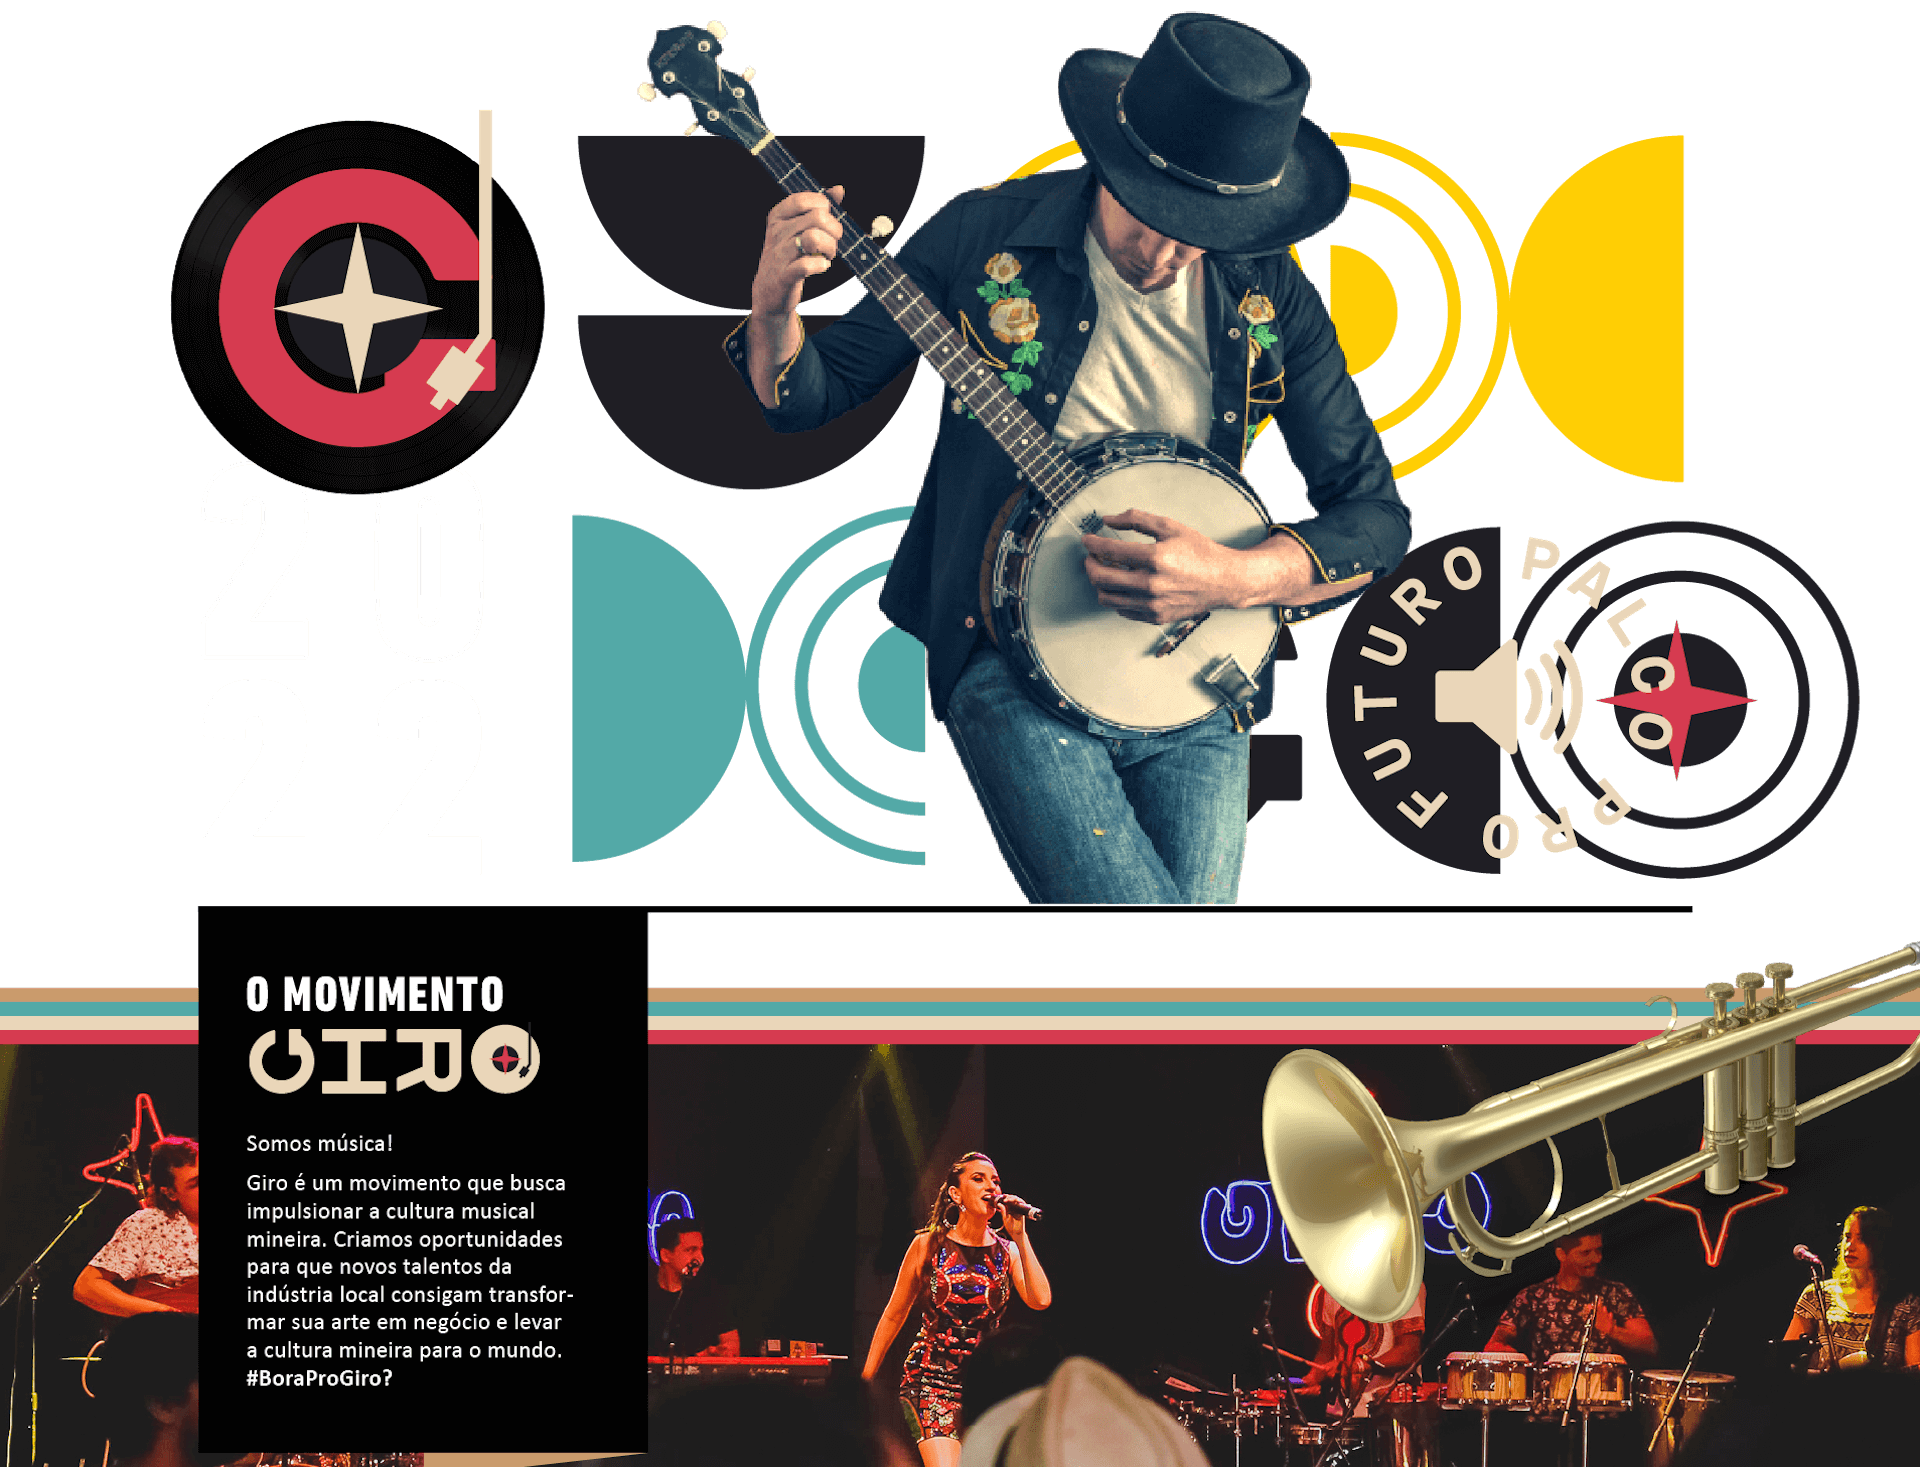 FUTURO PALCO PRO
O MOVIMENTO
GIRO
Somos música!
Giro é um movimento que busca
impulsionar a cultura musical
mineira. Criamos oportunidades
para que novos talentos da
indústria local consigam transfor-
mar sua arte em negócio e levar
a cultura mineira para o mundo.
#BoraProGiro?